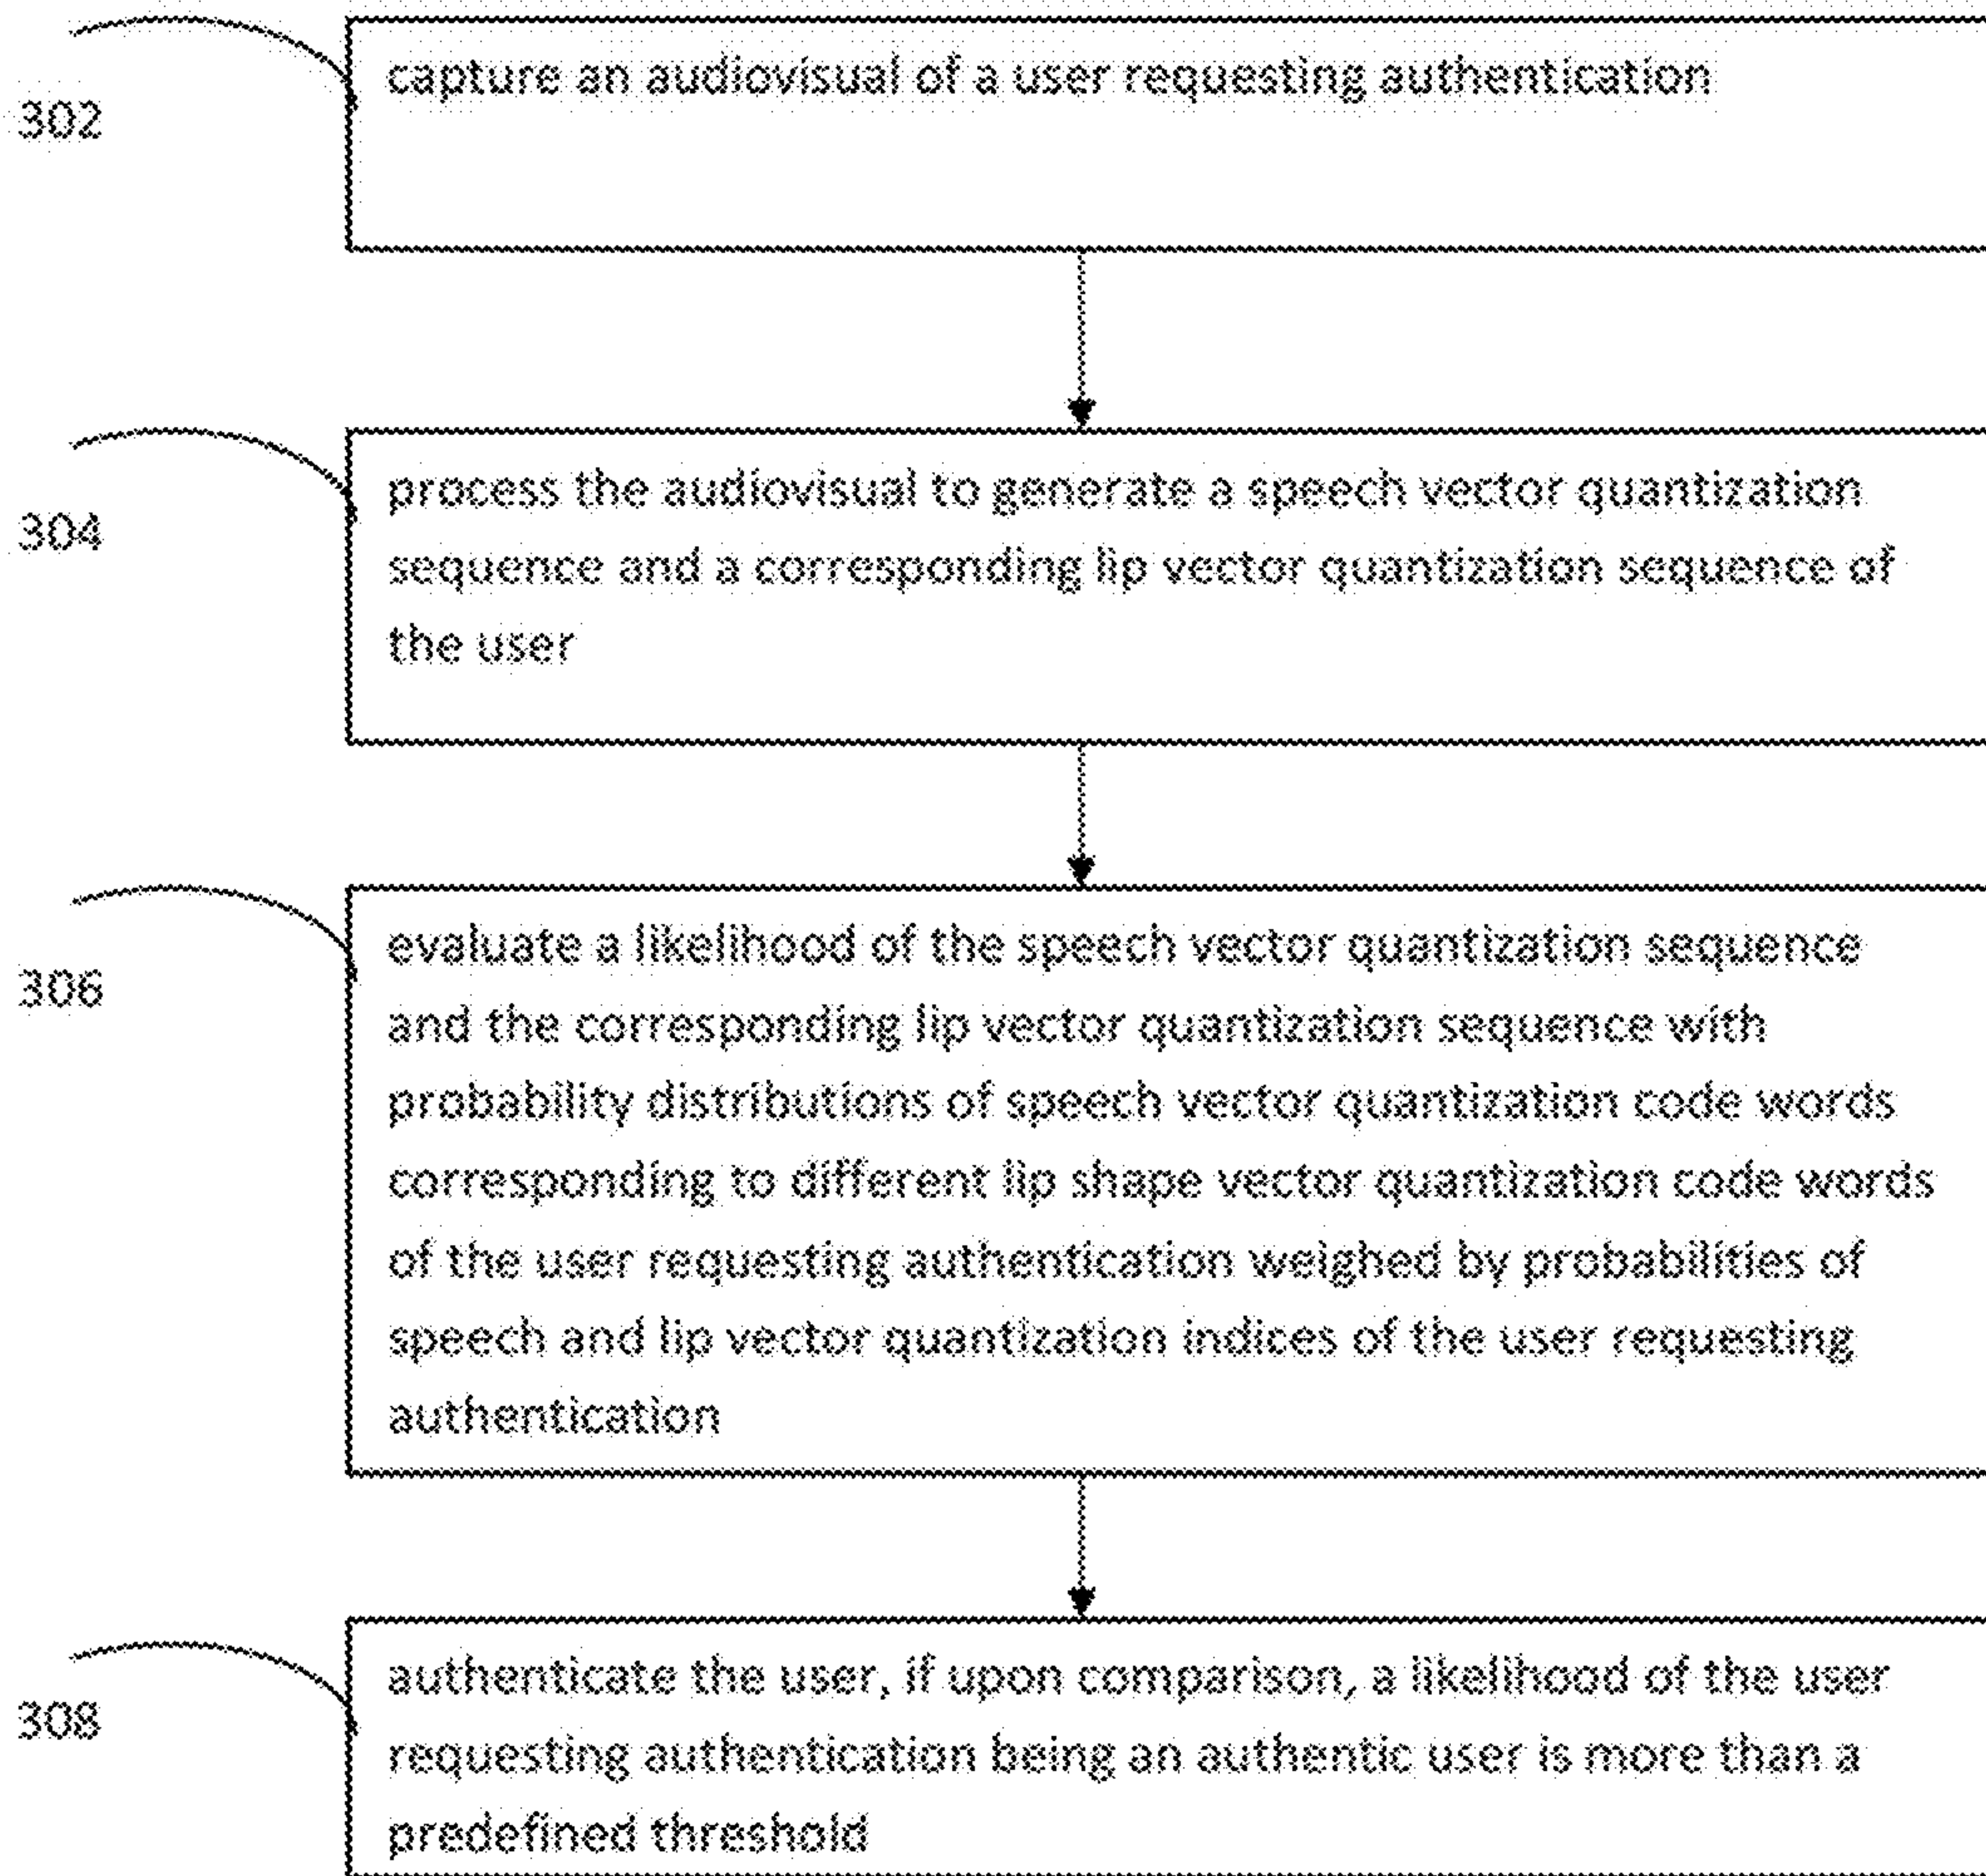 302
capture an audiovisual of a user requesting authentication
304
process the audiovisual to generate a speech vector quantization
sequence and a corresponding lip vector quantization sequence of
the user
306
evaluate a likelihood of the speech vector quantization sequence
and the corresponding lip vector quantization sequence with
probability distributions of speech vector quantization code words
corresponding to different lip shape vector quantization code words
of the user requesting authentication weighed by probabilities of
speech and lip vector quantization indices of the user requesting
authentication
308
authenticate the user, if upon comparison, a likelihood of the user
requesting authentication being an authentic user is more than a
predefined threshold